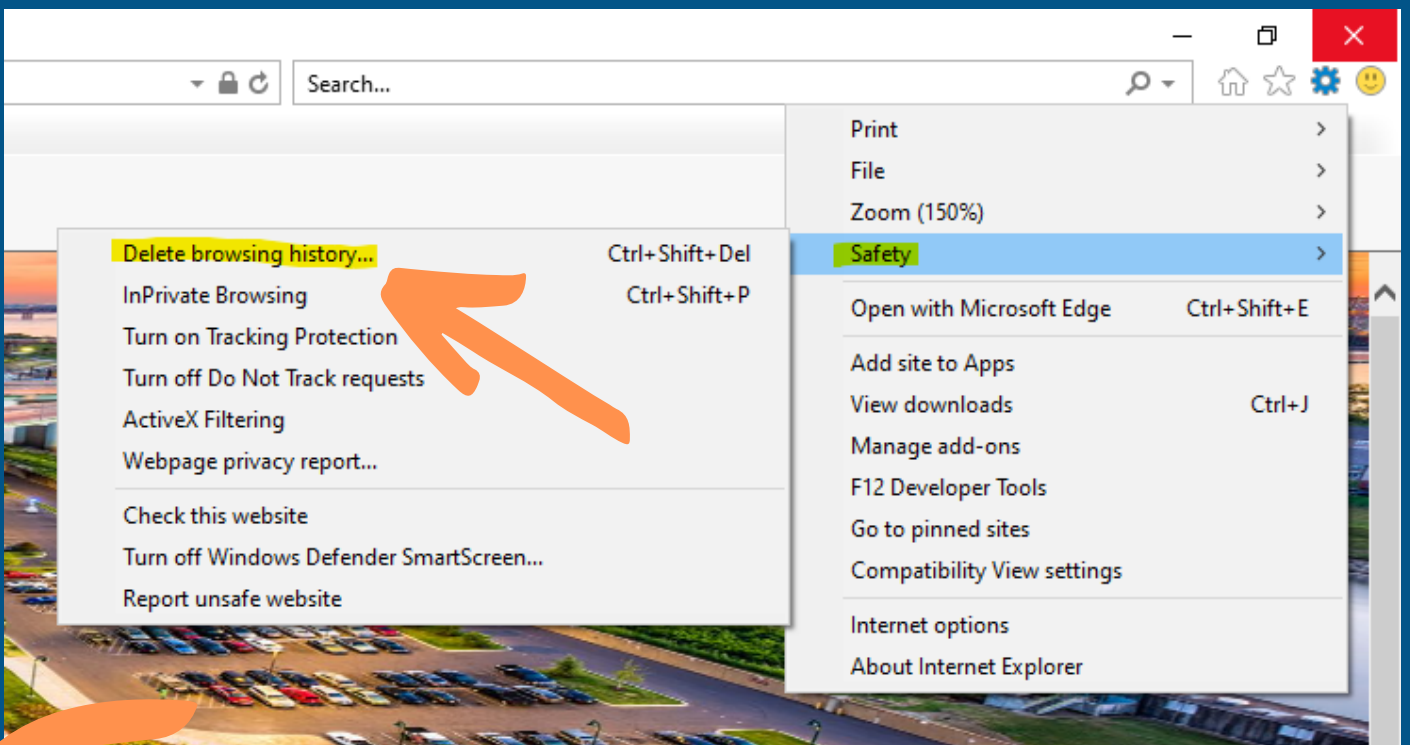 Search...
Print
File
Zoom (150%)
Safety
Open with Microsoft Edge Ctrl+Shift+E
Add site to Apps
View downloads Ctrl+J
Manage add-ons
F12 Developer Tools
Go to pinned sites
Compatibility View settings
Internet options
About Internet Explorer
Delete browsing history... Ctrl+Shift+Del
InPrivate Browsing Ctrl+Shift+P
Turn on Tracking Protection
Turn off Do Not Track requests
ActiveX Filtering
Webpage privacy report...
Check this website
Turn off Windows Defender SmartScreen...
Report unsafe website